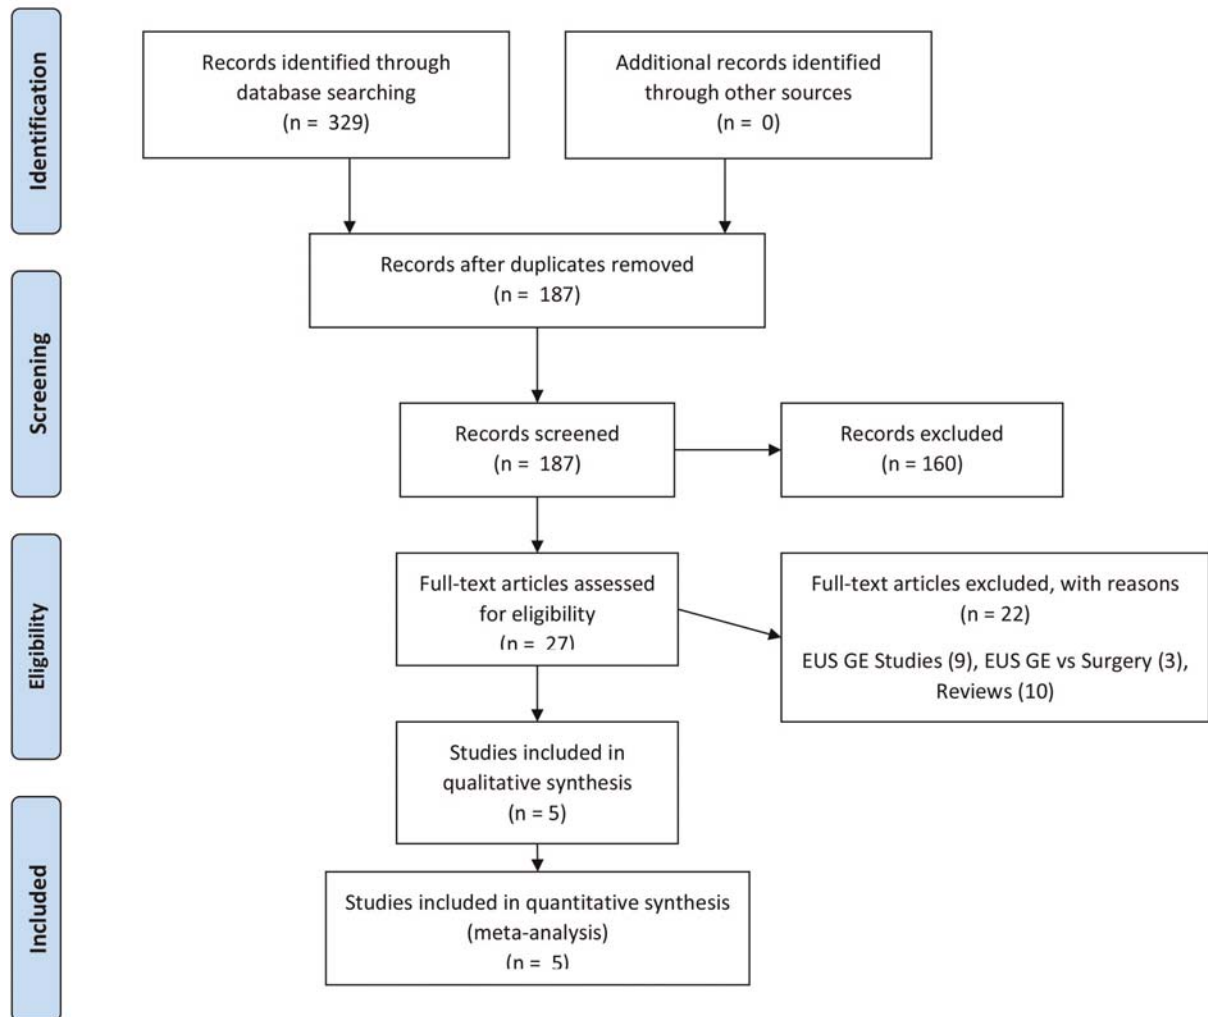 Identification
Records identified through
database searching
(n = 329)
Additional records identified
through other sources
(n = 0)
Records after duplicates removed
(n = 187)
Screening
Records screened
(n = 187)
Records excluded
(n = 160)
Eligibility
Full-text articles assessed
for eligibility
(n = 27)
Full-text articles excluded, with reasons
(n = 22)
EUS GE Studies (9), EUS GE vs Surgery (3),
Reviews (10)
Studies included in
qualitative synthesis
(n = 5)
Included
Studies included in quantitative synthesis
(meta-analysis)
(n = 5)